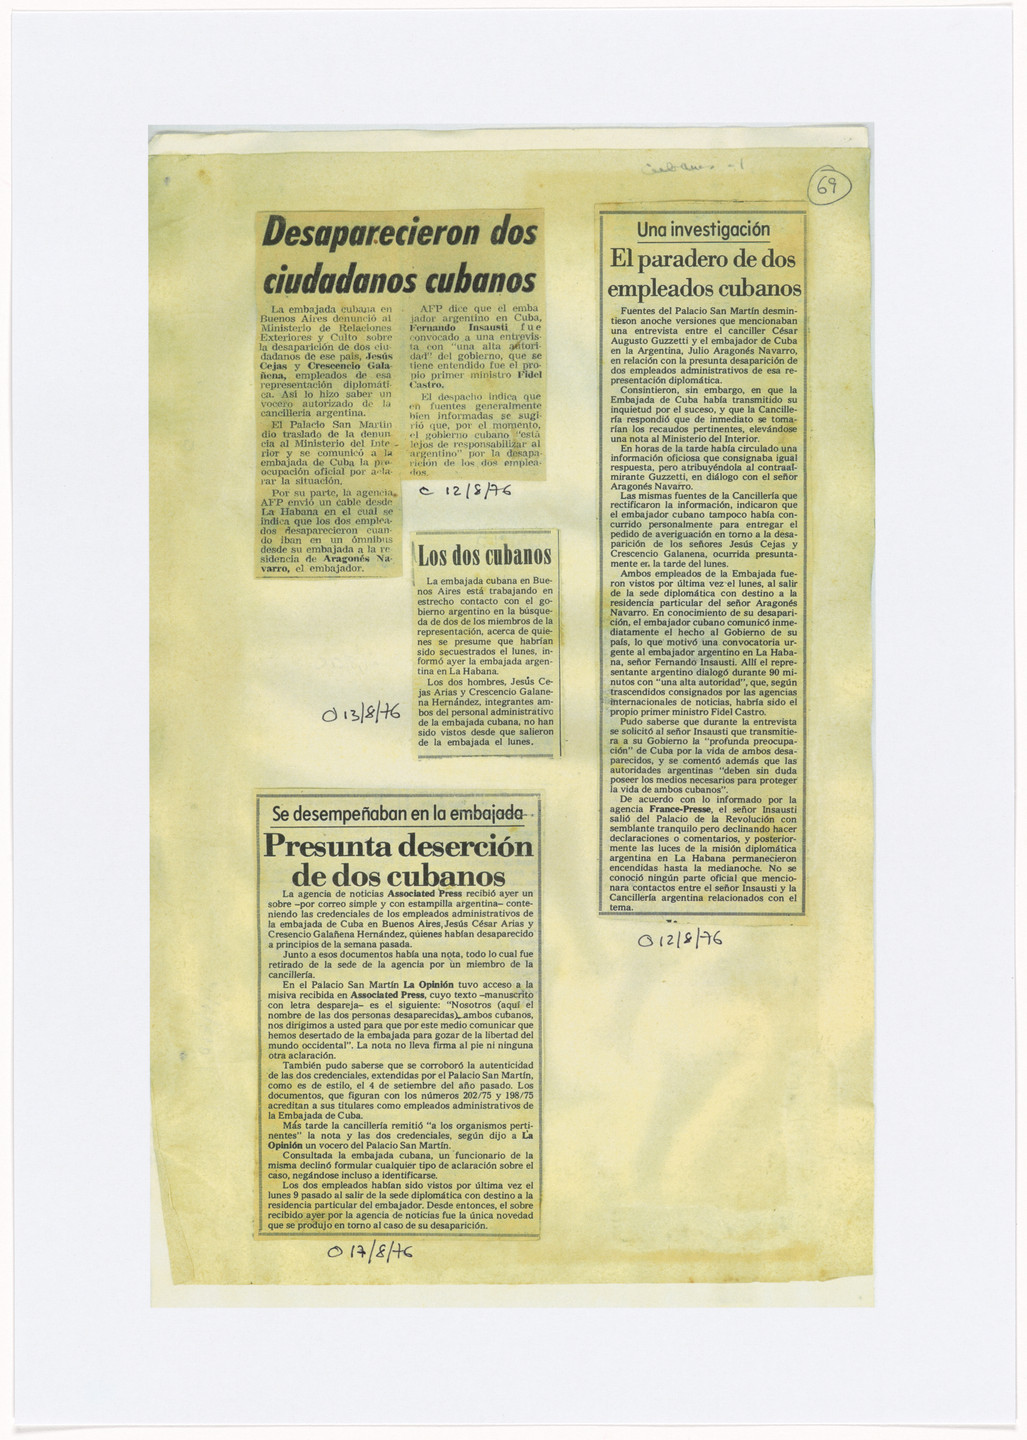 69
Desaparecieron dos
ciudadanos cubanos
La embajada cubana en
Buenos Aires denunció al
Ministerio de Relaciones
Exteriores y Culto sobre
la desaparición de dos ciu-
dadanos de ese país, Jesús
Cejas y Crescencio Gala-
ñena, empleados de esa
representación diplomáti-
ca. Así lo hizo saber un
vocero autorizado de la
cancillería argentina.
El Palacio San Martín
dio traslado de la denun
cia al Ministerio del Inte
rior y se comunicó a la
embajada de Cuba la pre-
ocupación oficial por acla-
rar la situación.
Por su parte, la agencia
AFP envió un cable desde
La Habana en el cual se
indica que los dos emplea-
dos desaparecieron cuan-
do iban en un ómnibus
desde su embajada a la re-
sidencia de Aragonés Na-
varro, el embajador.
AFP dice que el emba
jador argentino en Cuba,
Fernando Insausti fue
convocado a una entrevis-
ta con "una alta autori-
dad" del gobierno, que se
tiene entendido fue el pro-
pio primer ministro Fidel
Castro.
El despacho indica que
en fuentes generalmente
bien informadas se sugi-
rió que, por el momento,
el gobierno cubano "está
lejos de responsabilizar al
argentino" por la desapa-
rición de los dos emplea-
dos.
C 12/8/76
Los dos cubanos
La embajada cubana en Bue-
nos Aires está trabajando en
estrecho contacto con el go-
bierno argentino en la búsque-
da de dos de los miembros de la
representación, acerca de quie-
nes se presume que habrían
sido secuestrados el lunes, in-
formó ayer la embajada argen-
tina en La Habana.
Los dos hombres, Jesús Ce-
jas Arias y Crescencio Galane-
na Hernández, integrantes am-
bos del personal administrativo
de la embajada cubana, no han
sido vistos desde que salieron
de la embajada el lunes.
O 13/8/76
Se desempeñaban en la embajada
Presunta deserción
de dos cubanos
La agencia de noticias Associated Press recibió ayer un
sobre —por correo simple y con estampilla argentina— conte-
niendo las credenciales de los empleados administrativos de
la embajada de Cuba en Buenos Aires, Jesús César Arias y
Cresencio Galañena Hernández, quienes habían desaparecido
a principios de la semana pasada.
Junto a esos documentos había una nota, todo lo cual fue
retirado de la sede de la agencia por un miembro de la
cancillería.
En el Palacio San Martín La Opinión tuvo acceso a la
misiva recibida en Associated Press, cuyo texto —manuscrito
con letra despareja— es el siguiente: "Nosotros (aquí el
nombre de las dos personas desaparecidas), ambos cubanos,
nos dirigimos a usted para que por este medio comunicar que
hemos desertado de la embajada para gozar de la libertad del
mundo occidental". La nota no lleva firma al pie ni ninguna
otra aclaración.
También pudo saberse que se corroboró la autenticidad
de las dos credenciales, extendidas por el Palacio San Martín,
como es de estilo, el 4 de setiembre del año pasado. Los
documentos, que figuran con los números 202/75 y 198/75
acreditan a sus titulares como empleados administrativos de
la Embajada de Cuba.
Más tarde la cancillería remitió "a los organismos perti-
nentes" la nota y las dos credenciales, según dijo a La
Opinión un vocero del Palacio San Martín.
Consultada la embajada cubana, un funcionario de la
misma declinó formular cualquier tipo de aclaración sobre el
caso, negándose incluso a identificarse.
Los dos empleados habían sido vistos por última vez el
lunes 9 pasado al salir de la sede diplomática con destino a la
residencia particular del embajador. Desde entonces, el sobre
recibido ayer por la agencia de noticias fue la única novedad
que se produjo en torno al caso de su desaparición.
O 17/8/76
Una investigación
El paradero de dos
empleados cubanos
Fuentes del Palacio San Martín desmin-
tieron anoche versiones que mencionaban
una entrevista entre el canciller César
Augusto Guzzetti y el embajador de Cuba
en la Argentina, Julio Aragonés Navarro,
en relación con la presunta desaparición de
dos empleados administrativos de esa re-
presentación diplomática.
Consintieron, sin embargo, en que la
Embajada de Cuba había transmitido su
inquietud por el suceso, y que la Cancille-
ría respondió que de inmediato se toma-
rían los recaudos pertinentes, elevándose
una nota al Ministerio del Interior.
En horas de la tarde había circulado una
información oficiosa que consignaba igual
respuesta, pero atribuyéndola al contraal-
mirante Guzzetti, en diálogo con el señor
Aragonés Navarro.
Las mismas fuentes de la Cancillería que
rectificaron la información, indicaron que
el embajador cubano tampoco había con-
currido personalmente para entregar el
pedido de averiguación en torno a la desa-
parición de los señores Jesús Cejas y
Crescencio Galanena, ocurrida presunta-
mente en la tarde del lunes.
Ambos empleados de la Embajada fue-
ron vistos por última vez el lunes, al salir
de la sede diplomática con destino a la
residencia particular del señor Aragonés
Navarro. En conocimiento de su desapari-
ción, el embajador cubano comunicó inme-
diatamente el hecho al Gobierno de su
país, lo que motivó una convocatoria ur-
gente al embajador argentino en La Haba-
na, señor Fernando Insausti. Allí el repre-
sentante argentino dialogó durante 90 mi-
nutos con "una alta autoridad", que, según
trascendidos consignados por las agencias
internacionales de noticias, habría sido el
propio primer ministro Fidel Castro.
Pudo saberse que durante la entrevista
se solicitó al señor Insausti que transmitie-
ra a su Gobierno la "profunda preocupa-
ción" de Cuba por la vida de ambos desa-
parecidos, y se comentó además que las
autoridades argentinas "deben sin duda
poseer los medios necesarios para proteger
la vida de ambos cubanos".
De acuerdo con lo informado por la
agencia France-Presse, el señor Insausti
salió del Palacio de la Revolución con
semblante tranquilo pero declinando hacer
declaraciones o comentarios, y posterior-
mente las luces de la misión diplomática
argentina en La Habana permanecieron
encendidas hasta la medianoche. No se
conoció ningún parte oficial que mencio-
nara contactos entre el señor Insausti y la
Cancillería argentina relacionados con el
tema.
O 12/8/76